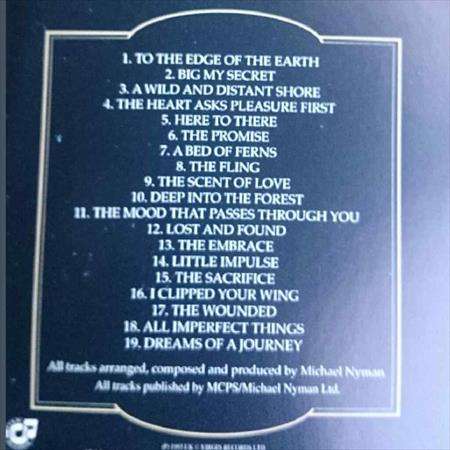 1. TO THE EDGE OF THE EARTH
2. BIG MY SECRET
3. A WILD AND DISTANT SHORE
4. THE HEART ASKS PLEASURE FIRST
5. HERE TO THERE
6. THE PROMISE
7. A BED OF FERNS
8. THE FLING
9. THE SCENT OF LOVE
10. DEEP INTO THE FOREST
11. THE MOOD THAT PASSES THROUGH YOU
12. LOST AND FOUND
13. THE EMBRACE
14. LITTLE IMPULSE
15. THE SACRIFICE
16. I CLIPPED YOUR WING
17. THE WOUNDED
18. ALL IMPERFECT THINGS
19. DREAMS OF A JOURNEY
All tracks arranged, composed and produced by Michael Nyman
All tracks published by MCPS/Michael Nyman Ltd.
VIRGIN RECORDS LTD